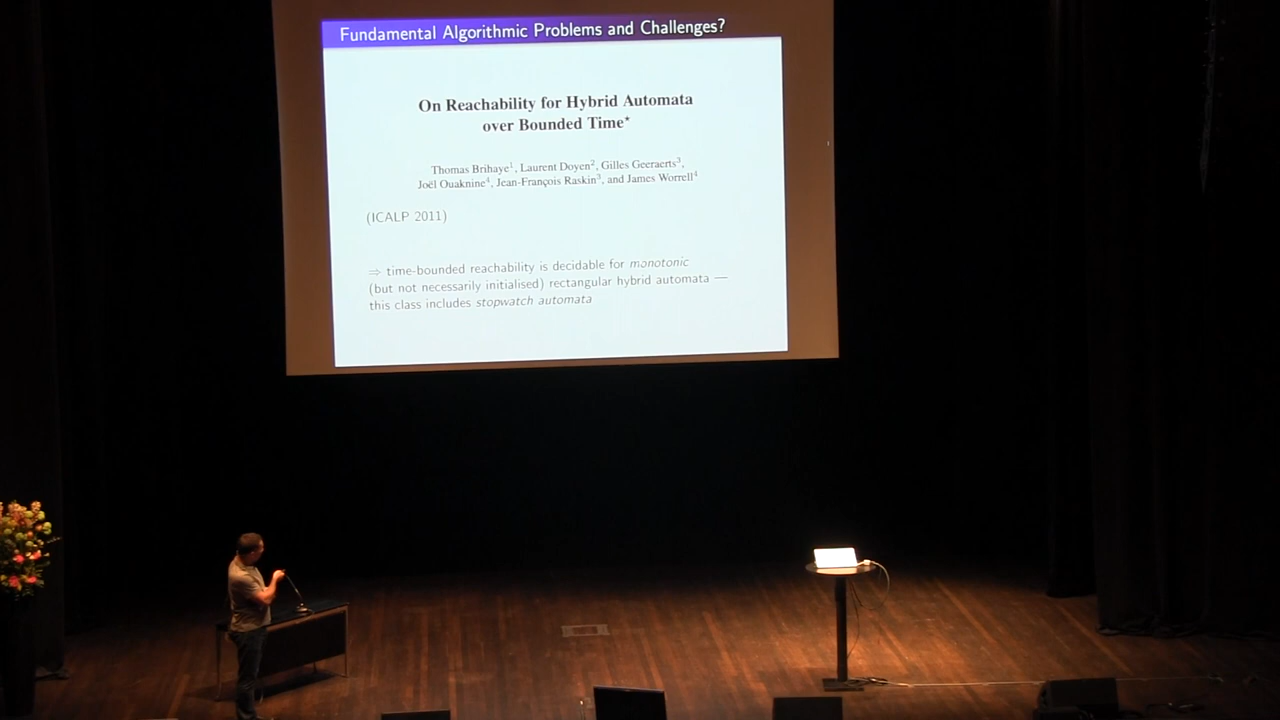 Fundamental Algorithmic Problems and Challenges?
On Reachability for Hybrid Automata
over Bounded Time*
Thomas Brihaye¹, Laurent Doyen², Gilles Geeraerts³,
Joël Ouaknine⁴, Jean-François Raskin³, and James Worrell⁴
(ICALP 2011)
⇒ time-bounded reachability is decidable for monotonic
(but not necessarily initialised) rectangular hybrid automata —
this class includes stopwatch automata